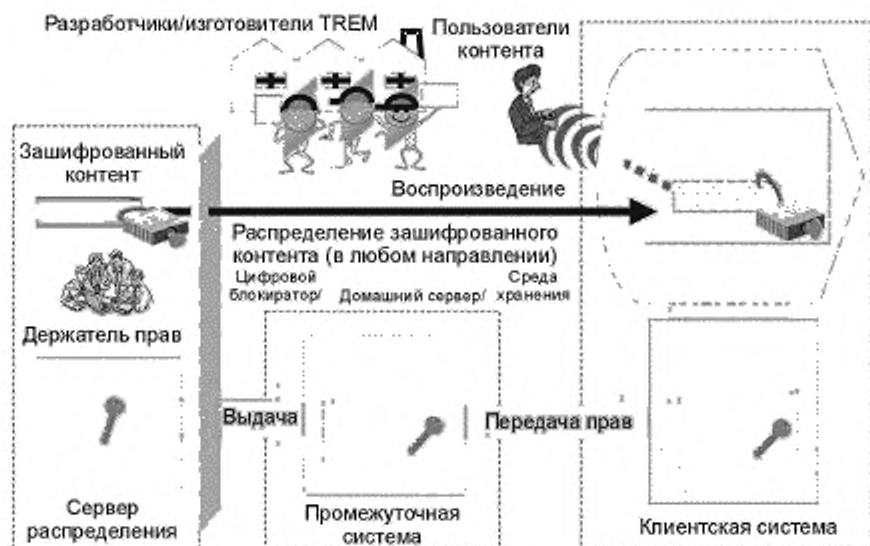 Разработчики/изготовители TREM
Пользователи
контента
Зашифрованный
контент
Воспроизведение
Распределение зашифрованного
контента (в любом направлении)
Цифровой
блокиратор/
Домашний сервер/
Среда
хранения
Держатель прав
Выдача
Передача прав
Сервер
распределения
Промежуточная
система
Клиентская система